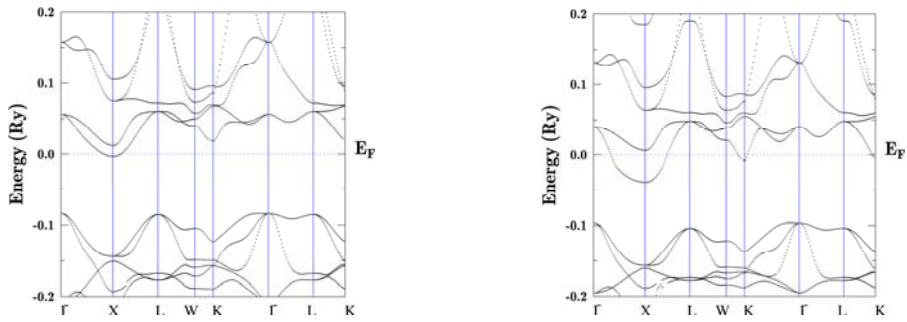 0.2
0.1
0.0
-0.1
-0.2
Energy (Ry)
E_F
Γ X L W K Γ L K
0.2
0.1
0.0
-0.1
-0.2
Energy (Ry)
E_F
Γ X L W K Γ L K